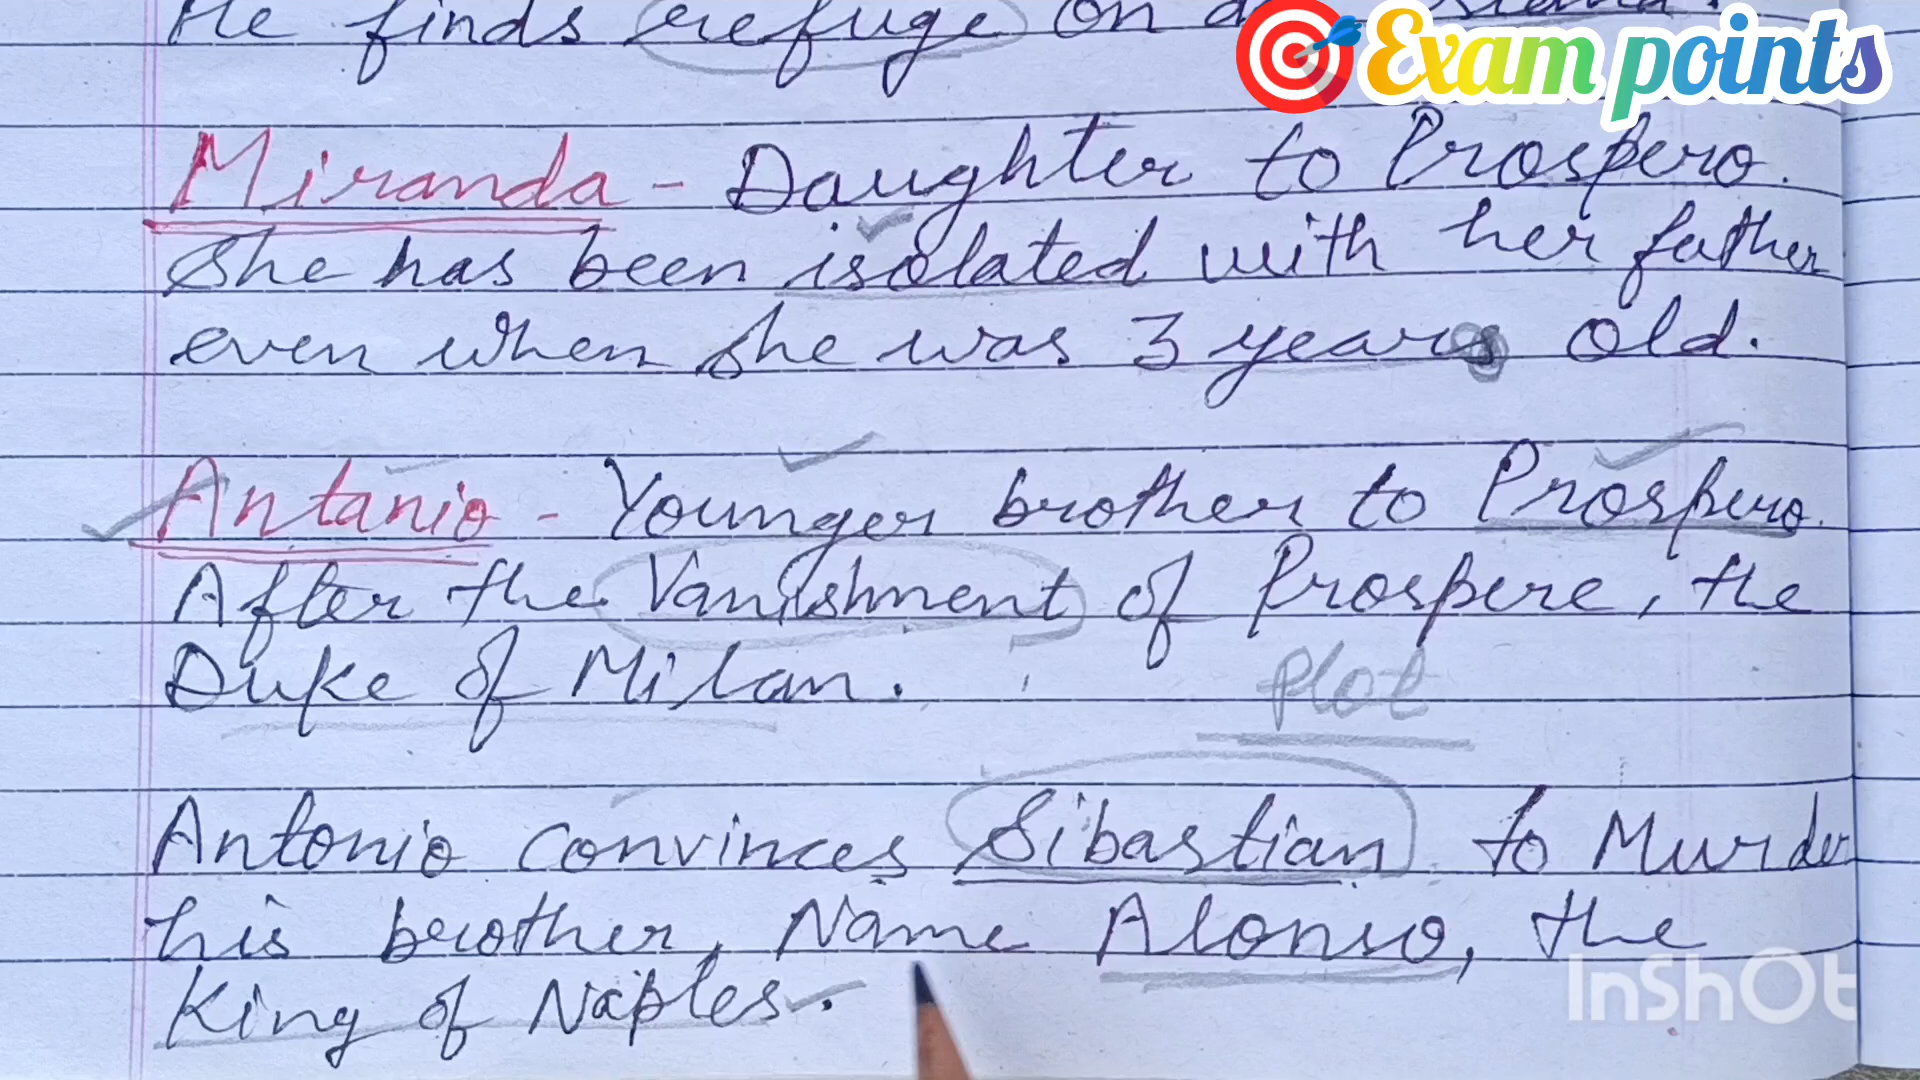 He finds refuge on
Exam points
Miranda - Daughter to Prospero.
She has been isolated with her father
even when she was 3 years old.
Antanio - Younger brother to Prospero.
After the Vanishment of Prospere, the
Duke of Milan.
Plot
Antonio convinces Sibastian to Murder
his brother, Name Alonso, the
King of Naples.
InShOt